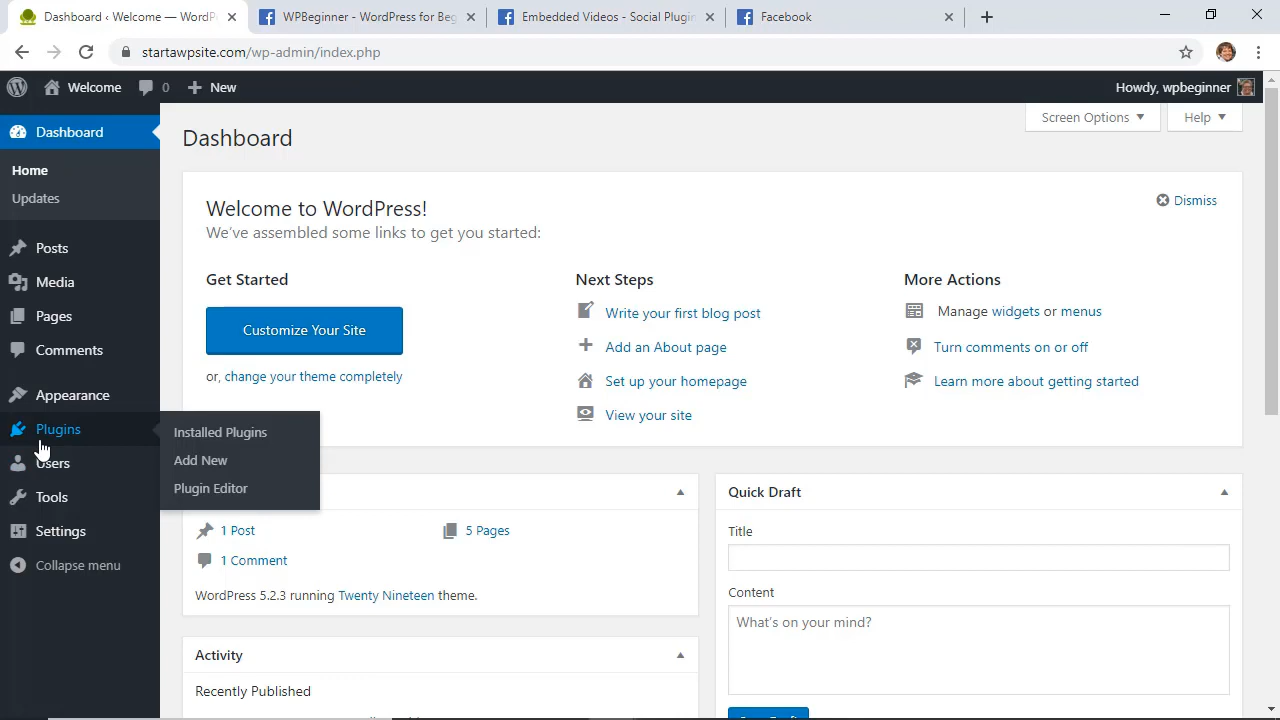 Dashboard ‹ Welcome — WordPr
WPBeginner - WordPress for Beg
Embedded Videos - Social Plugin
Facebook
startawpsite.com/wp-admin/index.php
Welcome
0
New
Howdy, wpbeginner
Dashboard
Home
Updates
Posts
Media
Pages
Comments
Appearance
Plugins
Users
Tools
Settings
Collapse menu
Installed Plugins
Add New
Plugin Editor
Dashboard
Screen Options
Help
Welcome to WordPress!
We've assembled some links to get you started:
Dismiss
Get Started
Customize Your Site
or, change your theme completely
Next Steps
Write your first blog post
Add an About page
Set up your homepage
View your site
More Actions
Manage widgets or menus
Turn comments on or off
Learn more about getting started
1 Post
5 Pages
1 Comment
WordPress 5.2.3 running Twenty Nineteen theme.
Activity
Recently Published
Quick Draft
Title
Content
What's on your mind?